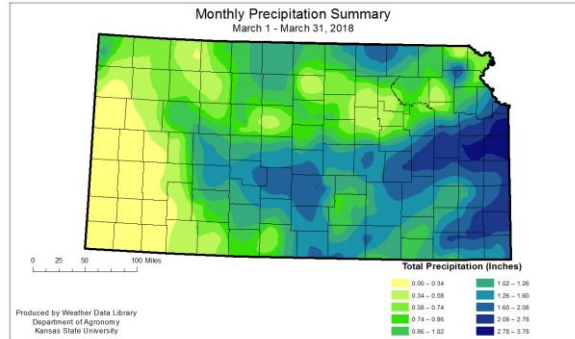 Monthly Precipitation Summary
March 1 - March 31, 2018
0 25 50 100 Miles
Total Precipitation (Inches)
0.00 – 0.34
0.34 – 0.58
0.58 – 0.74
0.74 – 0.86
0.86 – 1.02
1.02 – 1.26
1.26 – 1.60
1.60 – 2.08
2.08 – 2.78
2.78 – 3.78
Produced by Weather Data Library
Department of Agronomy
Kansas State University